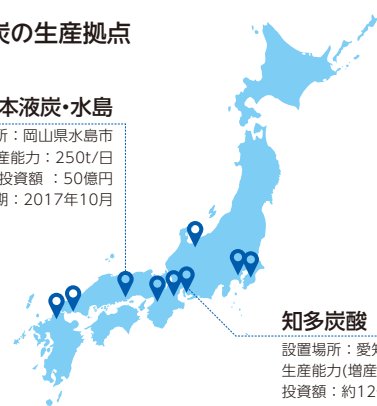 炭の生産拠点
本液炭・水島
所：岡山県水島市
産能力：250t/日
投資額 ：50億円
期：2017年10月
知多炭酸
設置場所：愛知
生産能力(増産
投資額：約12